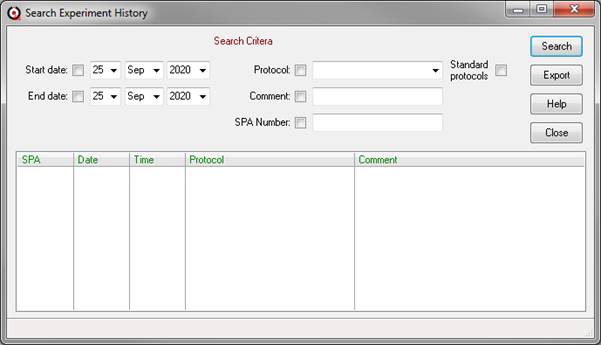 Search Experiment History
Search Critera
Start date: 25 Sep 2020 Protocol: Standard protocols Search
End date: 25 Sep 2020 Comment: Export
SPA Number: Help
Close
SPA Date Time Protocol Comment